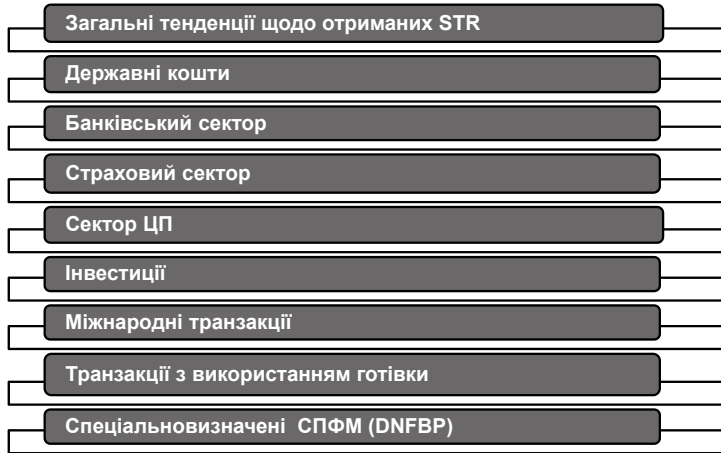 Загальні тенденції щодо отриманих STR
Державні кошти
Банківський сектор
Страховий сектор
Сектор ЦП
Інвестиції
Міжнародні транзакції
Транзакції з використанням готівки
Спеціальновизначені СПФМ (DNFBP)